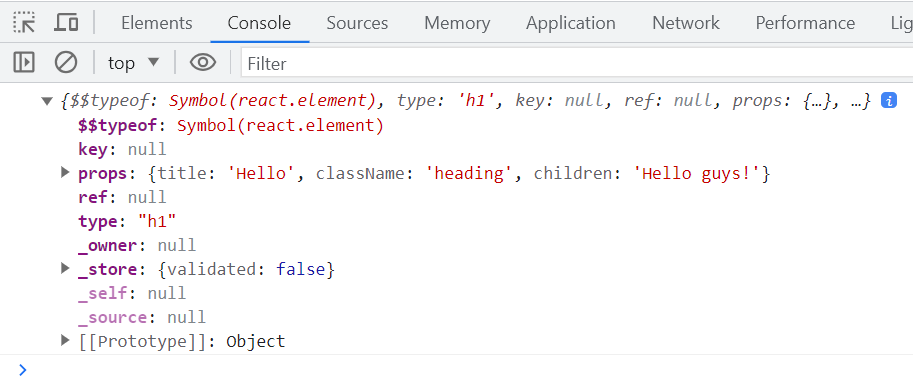 Elements Console Sources Memory Application Network Performance Lig
top ▼ Filter
▼ {$$typeof: Symbol(react.element), type: 'h1', key: null, ref: null, props: {…}, …} i
$$typeof: Symbol(react.element)
key: null
▶ props: {title: 'Hello', className: 'heading', children: 'Hello guys!'}
ref: null
type: "h1"
_owner: null
▶ _store: {validated: false}
_self: null
_source: null
▶ [[Prototype]]: Object
>